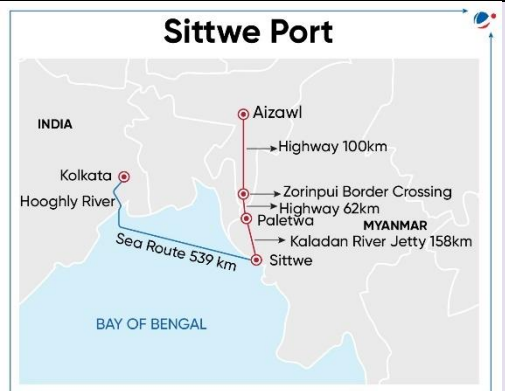 Sittwe Port
INDIA
Aizawl
Highway 100km
Kolkata
Hooghly River
Zorinpui Border Crossing
Highway 62km
Paletwa
MYANMAR
Kaladan River Jetty 158km
Sea Route 539 km
Sittwe
BAY OF BENGAL